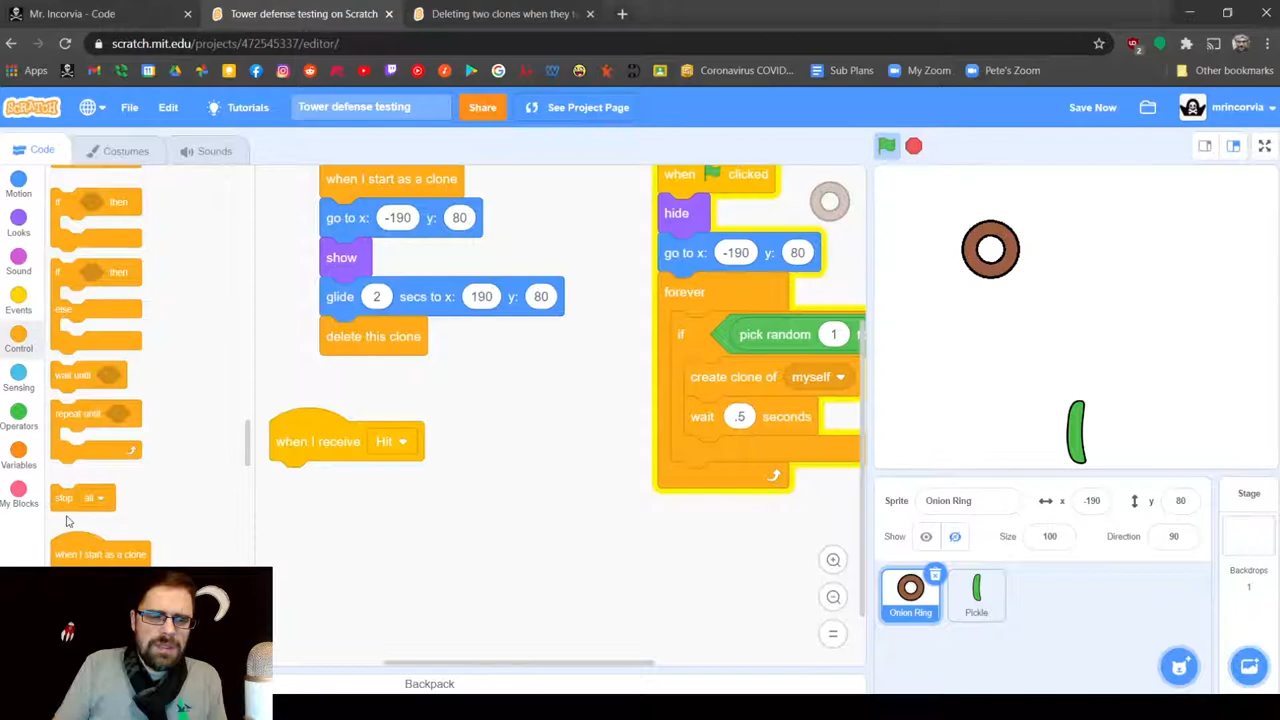 Mr. Incorvia - Code
Tower defense testing on Scratch
Deleting two clones when they t
scratch.mit.edu/projects/472545337/editor/
2
Apps
Coronavirus COVID...
Sub Plans
My Zoom
Pete's Zoom
Other bookmarks
SCRATCH
File
Edit
Tutorials
Tower defense testing
Share
See Project Page
Save Now
mrincorvia
Code
Costumes
Sounds
Motion
Looks
Sound
Events
Control
Sensing
Operators
Variables
My Blocks
if then
if then
else
wait until
repeat until
stop all
when I start as a clone
when I start as a clone
go to x: -190 y: 80
show
glide 2 secs to x: 190 y: 80
delete this clone
when I receive Hit
when clicked
hide
go to x: -190 y: 80
forever
if pick random 1
create clone of myself
wait .5 seconds
Backpack
Sprite Onion Ring x -190 y 80
Show Size 100 Direction 90
Onion Ring
Pickle
Stage
Backdrops
1